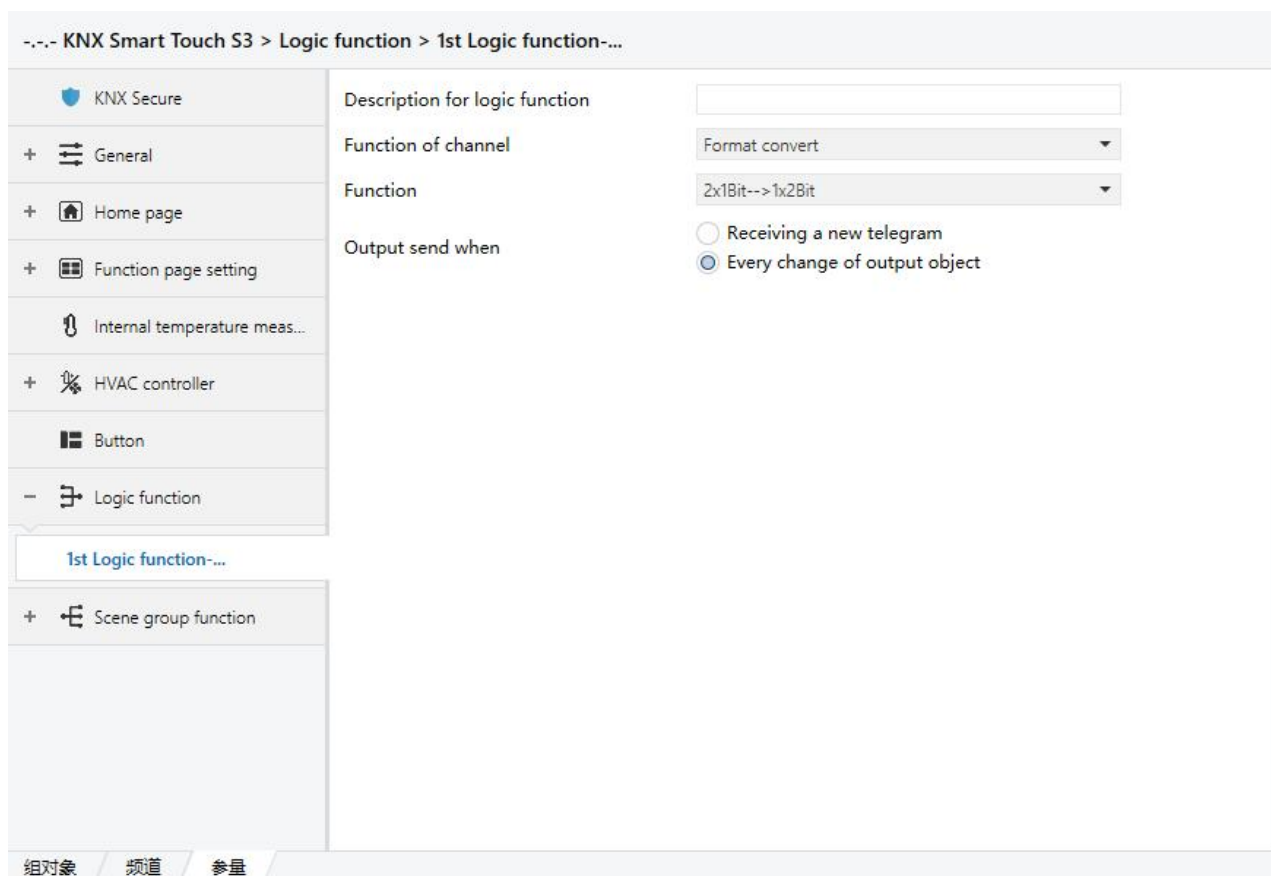 -.-.- KNX Smart Touch S3 > Logic function > 1st Logic function-...
KNX Secure
+ General
+ Home page
+ Function page setting
Internal temperature meas...
+ HVAC controller
Button
− Logic function
1st Logic function-...
+ Scene group function
Description for logic function
Function of channel Format convert
Function 2x1Bit-->1x2Bit
Output send when
Receiving a new telegram
Every change of output object
组对象 频道 参量